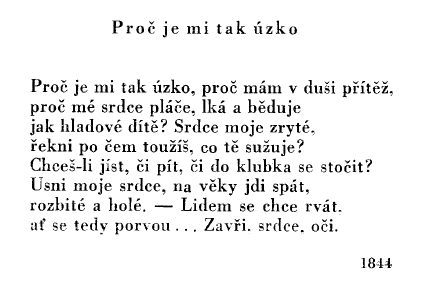 Proč je mi tak úzko
Proč je mi tak úzko, proč mám v duši přítěž,
proč mé srdce pláče, lká a běduje
jak hladové dítě? Srdce moje zryté,
řekni po čem toužíš, co tě sužuje?
Chceš-li jíst, či pít, či do klubka se stočit?
Usni moje srdce, na věky jdi spát,
rozbité a holé. — Lidem se chce rvát.
ať se tedy porvou . . . Zavři. srdce. oči.
1844